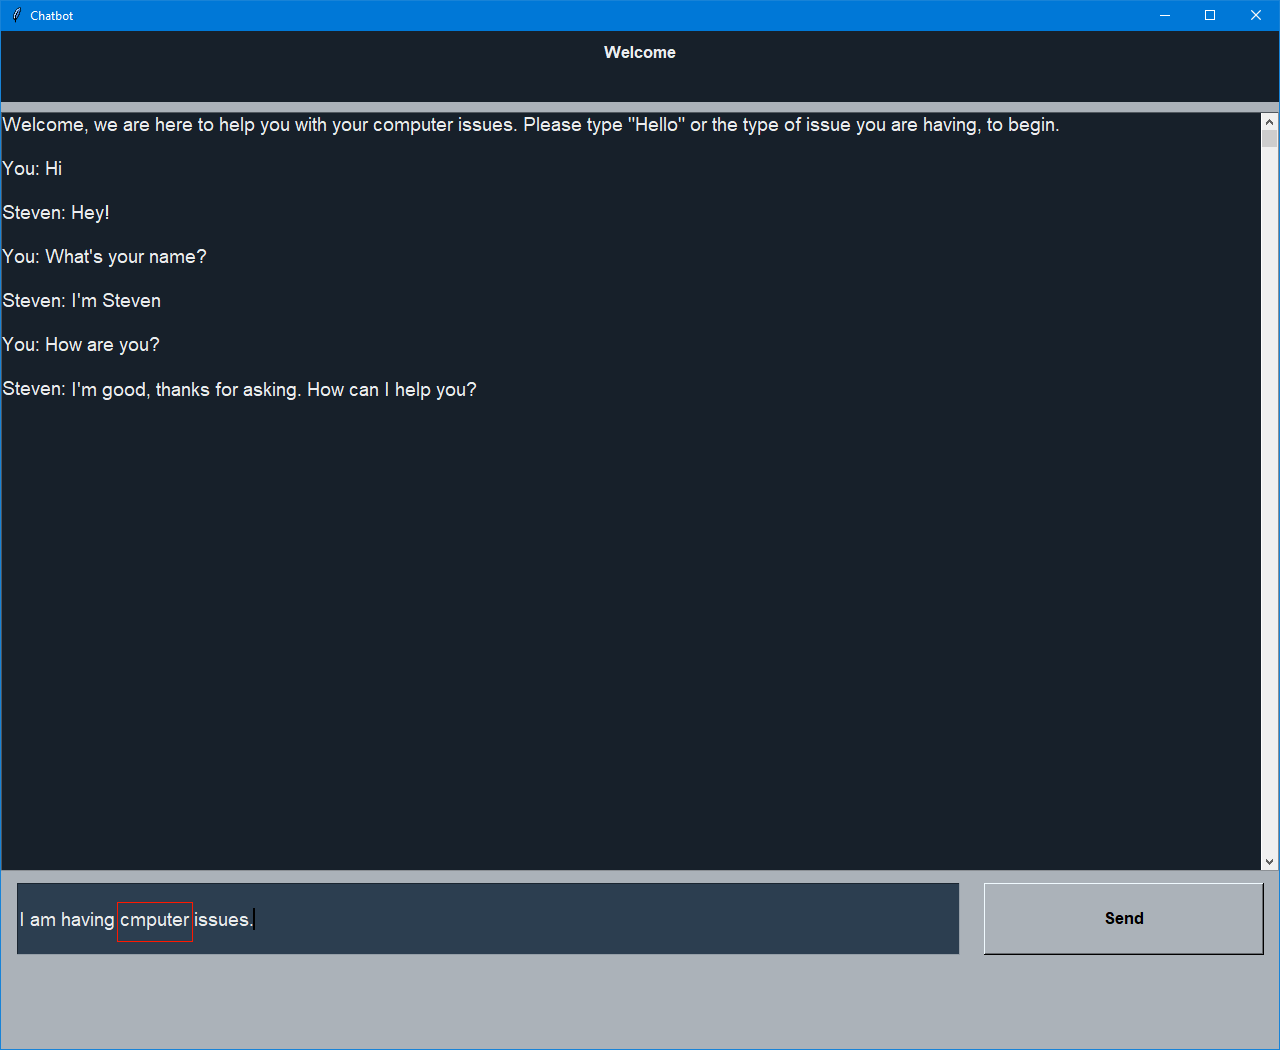 Chatbot
Welcome
Welcome, we are here to help you with your computer issues. Please type "Hello" or the type of issue you are having, to begin.
You: Hi
Steven: Hey!
You: What's your name?
Steven: I'm Steven
You: How are you?
Steven: I'm good, thanks for asking. How can I help you?
I am having cmputer issues.
Send